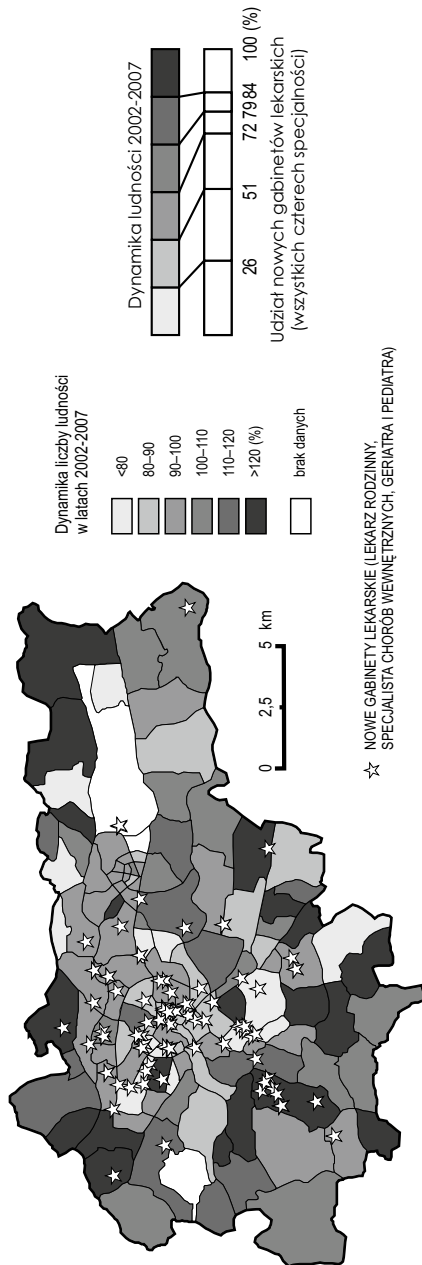 0
2,5
5
km
☆ NOWE GABINETY LEKARSKIE (LEKARZ RODZINNY,
SPECJALISTA CHORÓB WEWNĘTRZNYCH, GERIATRA I PEDIATRA)
Dynamika liczby ludności
w latach 2002-2007
<80
80–90
90–100
100–110
110–120
>120 (%)
brak danych
Dynamika ludności 2002-2007
26
51
72
79
84
100 (%)
Udział nowych gabinetów lekarskich
(wszystkich czterech specjalności)